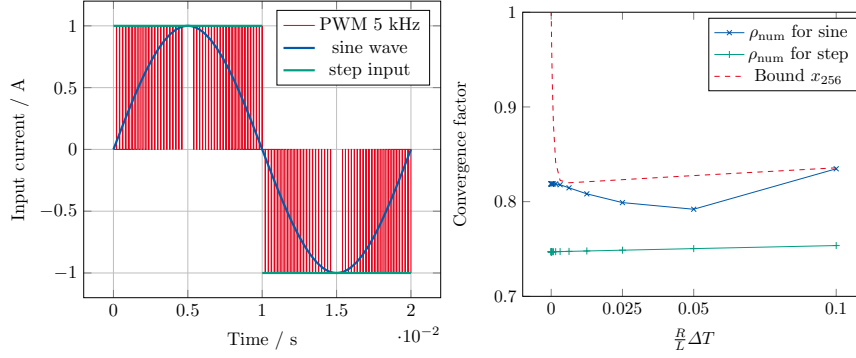 PWM 5 kHz
sine wave
step input
1
0.5
0
−0.5
−1
Input current / A
0
0.5
1
1.5
2
·10−2
Time / s
ρnum for sine
ρnum for step
Bound x256
1
0.9
0.8
0.7
Convergence factor
0
0.025
0.05
0.1
R/L ΔT